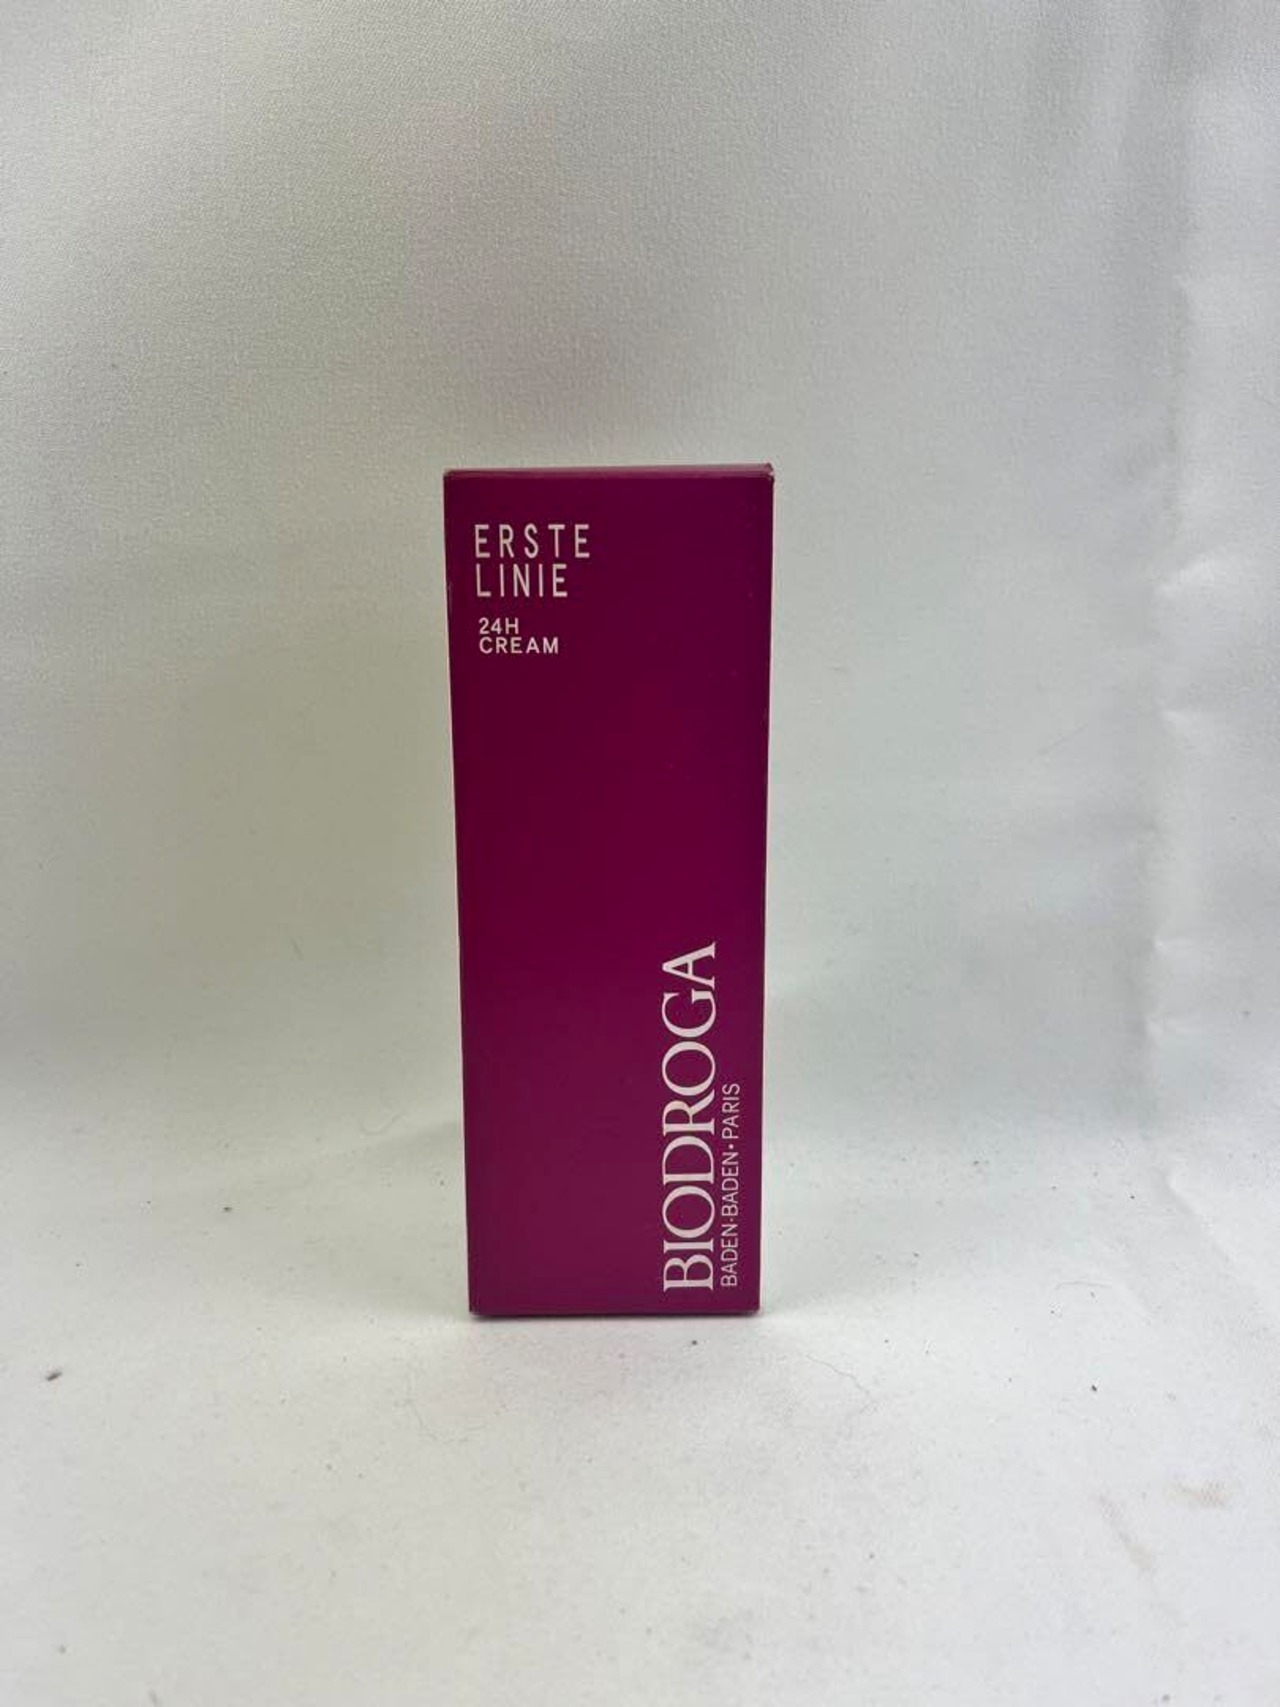 ERSTE
LINIE
24H
CREAM
BIODROGA
BADEN-BADEN • PARIS